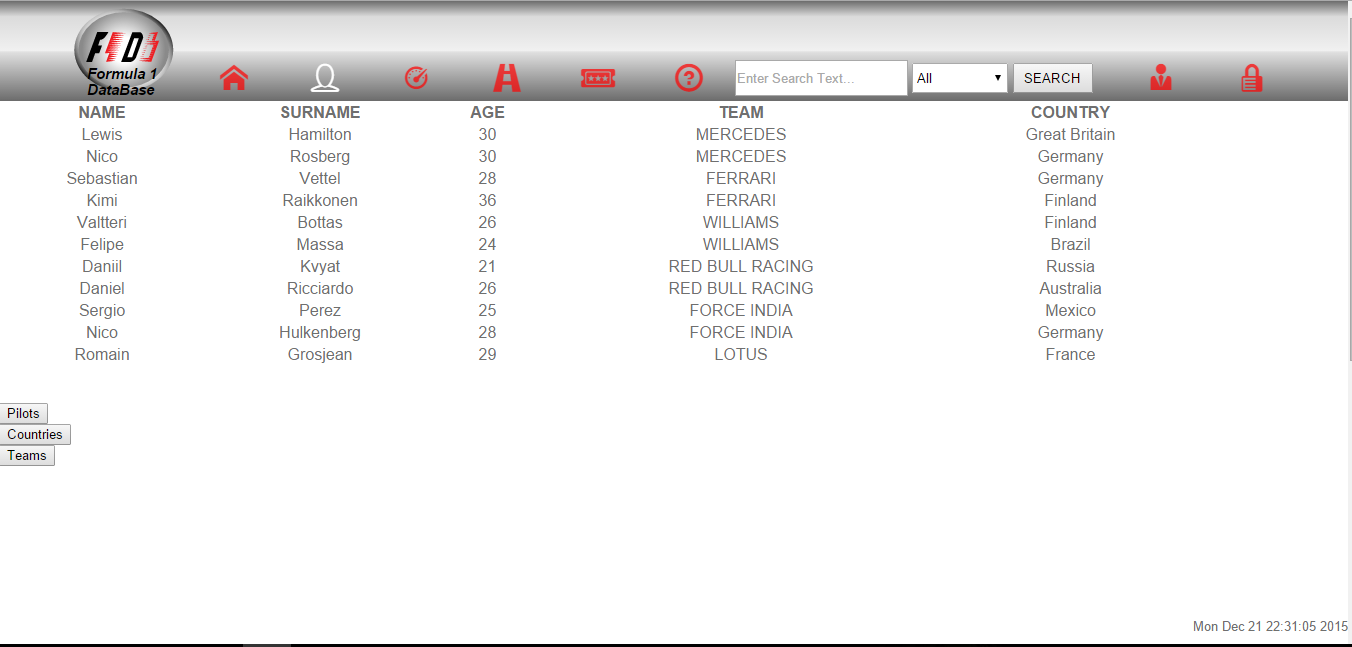 F1Db
Formula 1
DataBase
Enter Search Text... All SEARCH
NAME SURNAME AGE TEAM COUNTRY
Lewis Hamilton 30 MERCEDES Great Britain
Nico Rosberg 30 MERCEDES Germany
Sebastian Vettel 28 FERRARI Germany
Kimi Raikkonen 36 FERRARI Finland
Valtteri Bottas 26 WILLIAMS Finland
Felipe Massa 24 WILLIAMS Brazil
Daniil Kvyat 21 RED BULL RACING Russia
Daniel Ricciardo 26 RED BULL RACING Australia
Sergio Perez 25 FORCE INDIA Mexico
Nico Hulkenberg 28 FORCE INDIA Germany
Romain Grosjean 29 LOTUS France
Pilots
Countries
Teams
Mon Dec 21 22:31:05 2015